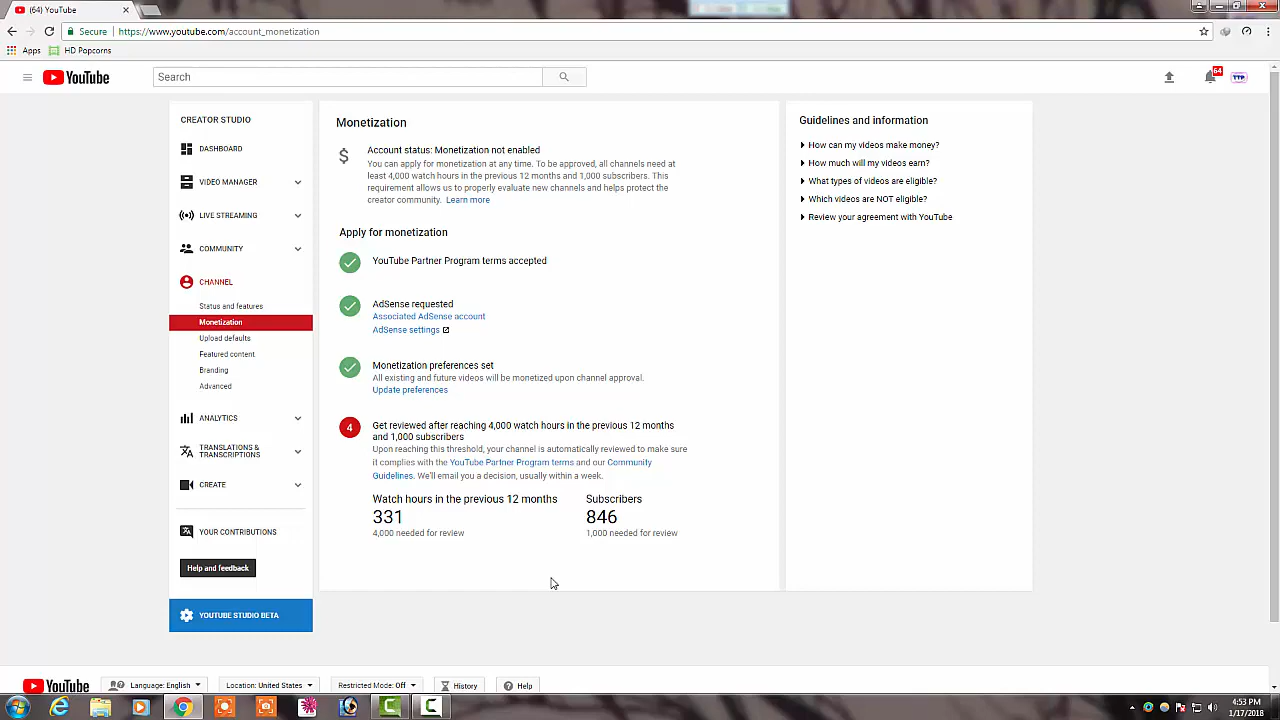 (64) YouTube
Secure https://www.youtube.com/account_monetization
Apps HD Popcorns
YouTube
Search
64
TTP
CREATOR STUDIO
DASHBOARD
VIDEO MANAGER
LIVE STREAMING
COMMUNITY
CHANNEL
Status and features
Monetization
Upload defaults
Featured content
Branding
Advanced
ANALYTICS
TRANSLATIONS &
TRANSCRIPTIONS
CREATE
YOUR CONTRIBUTIONS
Help and feedback
YOUTUBE STUDIO BETA
Monetization
Account status: Monetization not enabled
You can apply for monetization at any time. To be approved, all channels need at
least 4,000 watch hours in the previous 12 months and 1,000 subscribers. This
requirement allows us to properly evaluate new channels and helps protect the
creator community. Learn more
Apply for monetization
YouTube Partner Program terms accepted
AdSense requested
Associated AdSense account
AdSense settings
Monetization preferences set
All existing and future videos will be monetized upon channel approval.
Update preferences
4
Get reviewed after reaching 4,000 watch hours in the previous 12 months
and 1,000 subscribers
Upon reaching this threshold, your channel is automatically reviewed to make sure
it complies with the YouTube Partner Program terms and our Community
Guidelines. We'll email you a decision, usually within a week.
Watch hours in the previous 12 months Subscribers
331 846
4,000 needed for review 1,000 needed for review
Guidelines and information
How can my videos make money?
How much will my videos earn?
What types of videos are eligible?
Which videos are NOT eligible?
Review your agreement with YouTube
YouTube Language: English Location: United States Restricted Mode: Off History Help
4:53 PM
1/17/2018